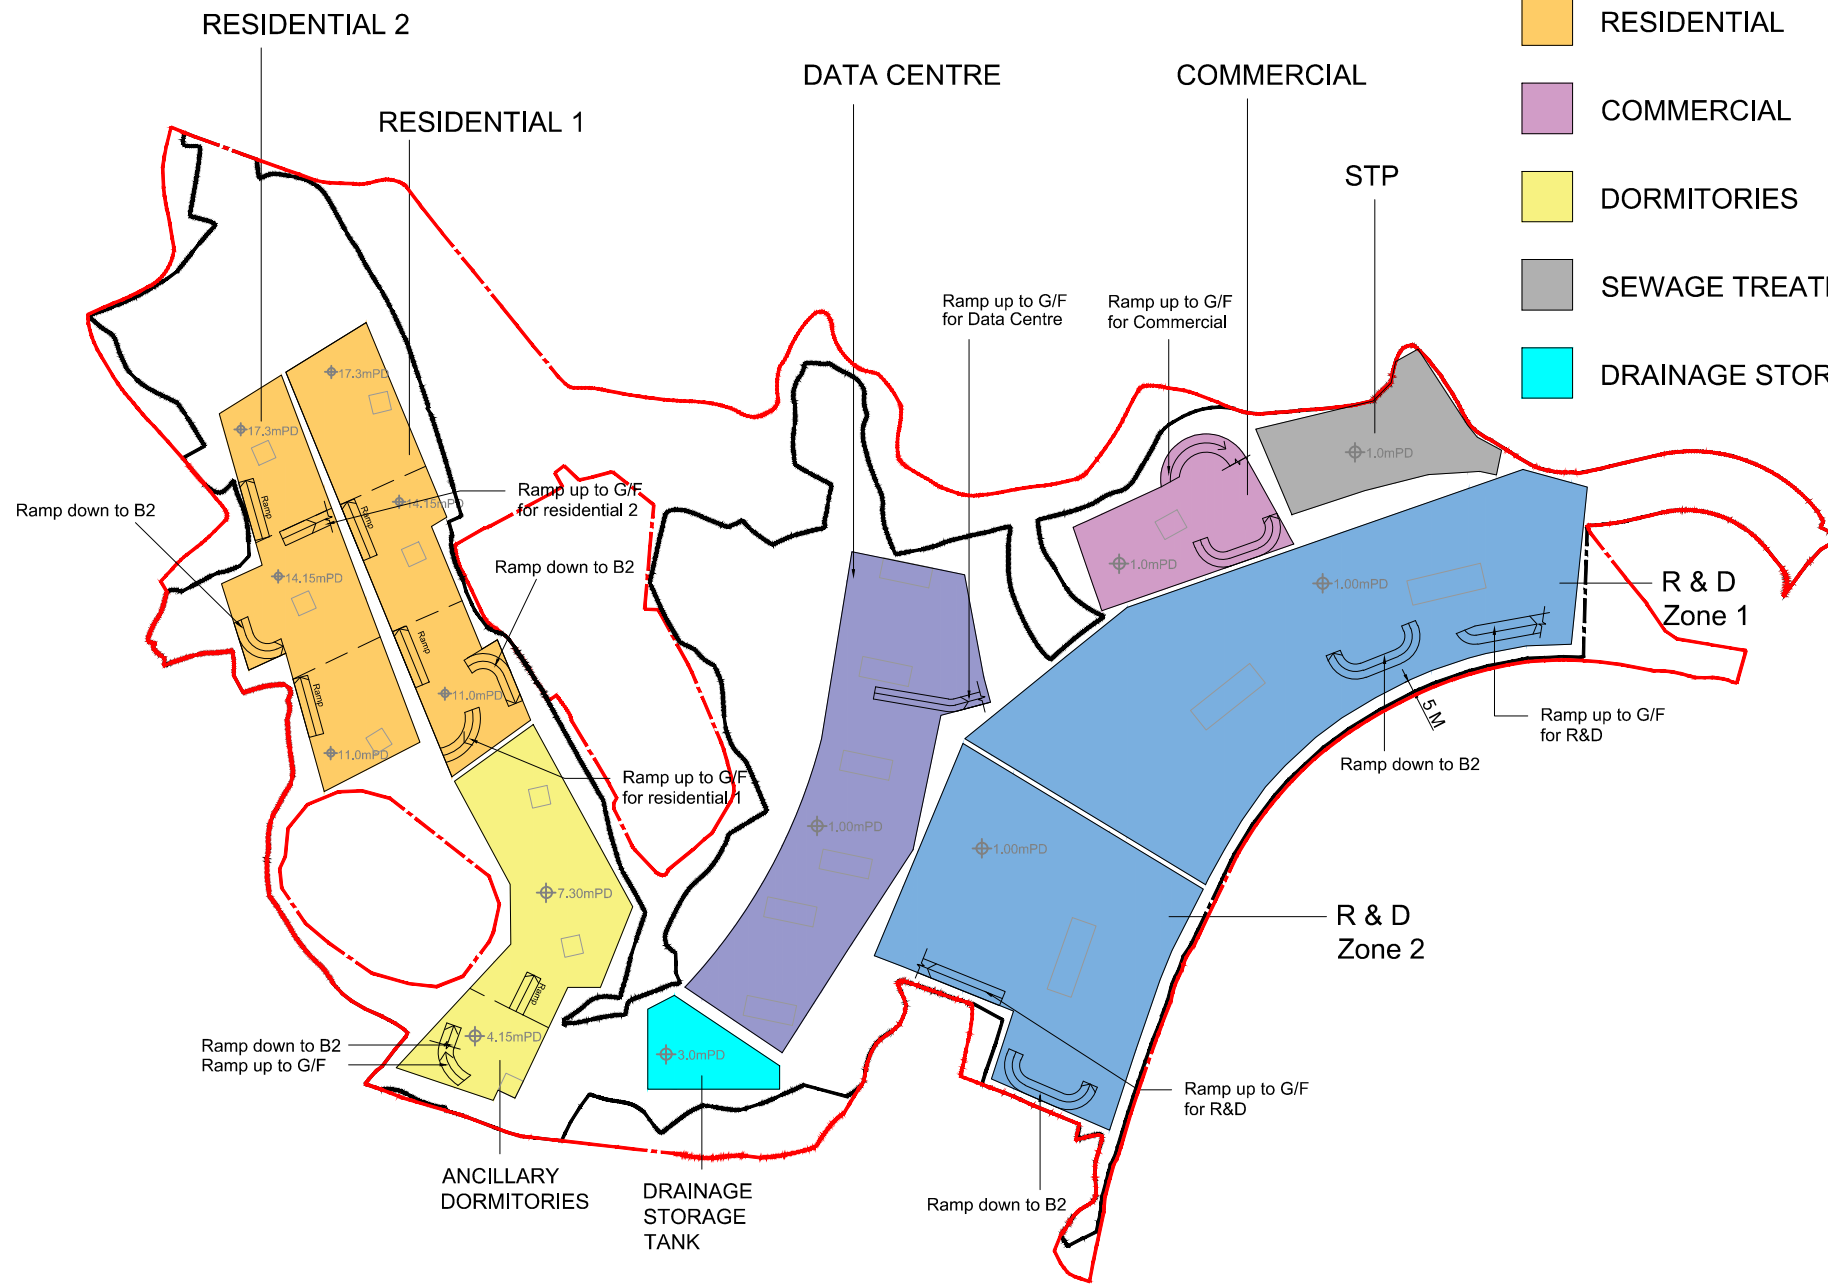 RESIDENTIAL 2
RESIDENTIAL 1
DATA CENTRE
COMMERCIAL
STP
RESIDENTIAL
COMMERCIAL
DORMITORIES
SEWAGE
DRAINAGE
Ramp up to G/F
for Data Centre
Ramp up to G/F
for Commercial
17.3mPD
17.3mPD
14.15mPD
Ramp up to G/F
for residential 2
Ramp down to B2
Ramp
Ramp
14.15mPD
Ramp down to B2
Ramp
Ramp
11.0mPD
11.0mPD
Ramp up to G/F
for residential 1
1.0mPD
1.0mPD
1.00mPD
R & D
Zone 1
5 M
Ramp up to G/F
for R&D
Ramp down to B2
1.00mPD
1.00mPD
7.30mPD
R & D
Zone 2
Ramp
4.15mPD
Ramp down to B2
Ramp up to G/F
3.0mPD
Ramp up to G/F
for R&D
Ramp down to B2
ANCILLARY
DORMITORIES
DRAINAGE
STORAGE
TANK